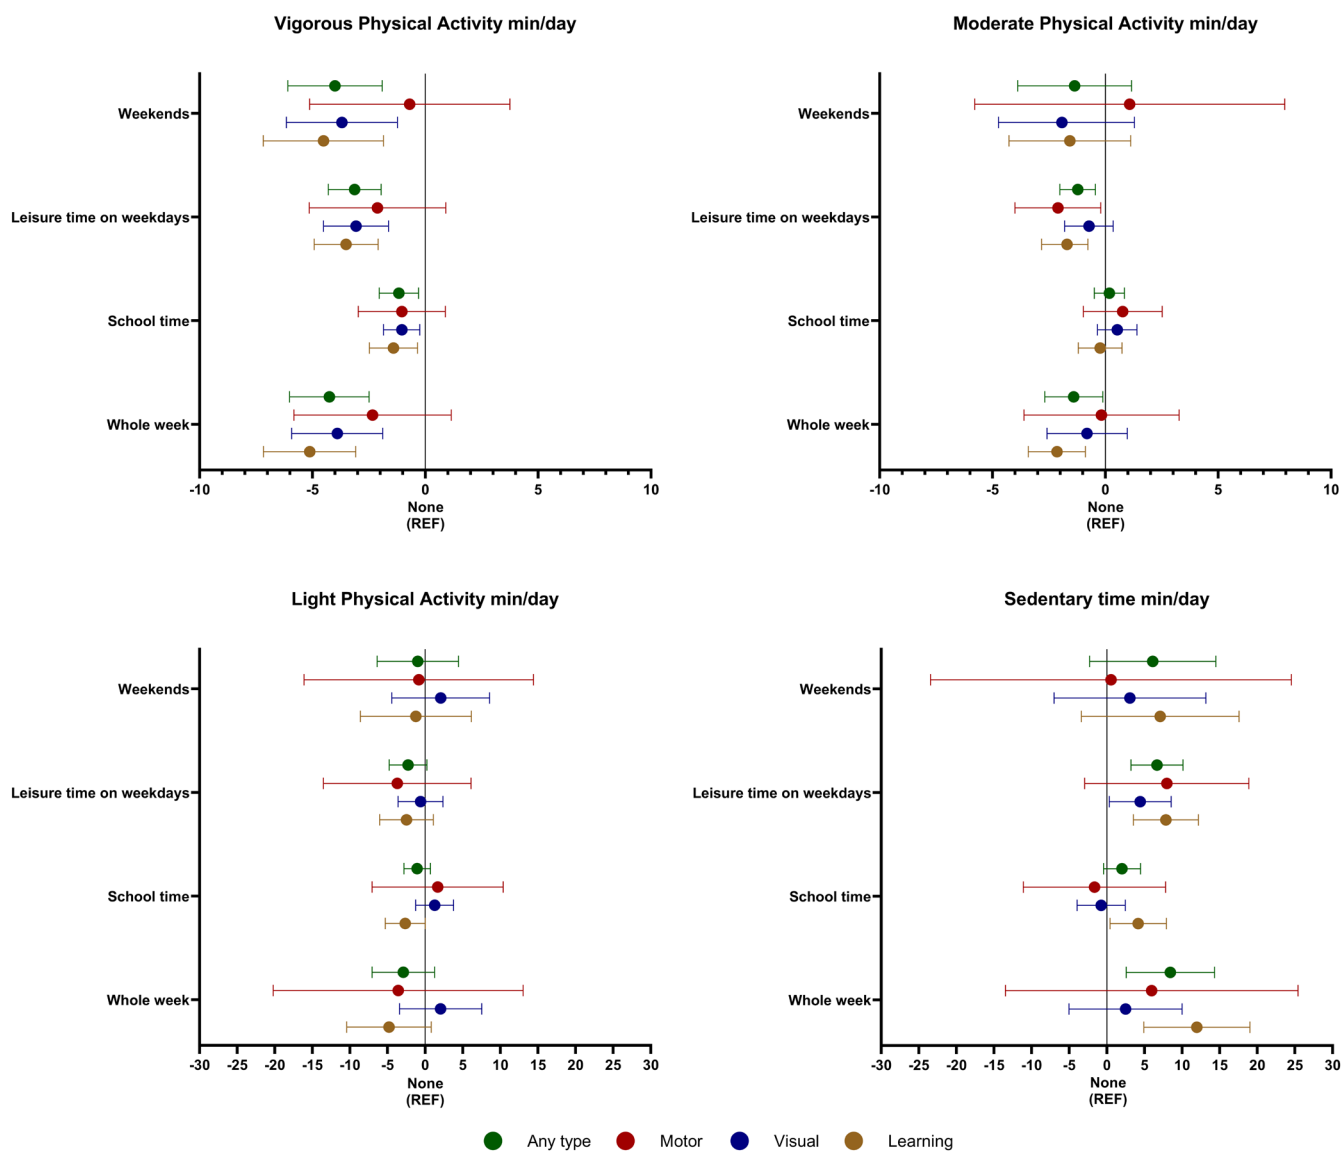 Vigorous Physical Activity min/day
Weekends
Leisure time on weekdays
School time
Whole week
-10 -5 0 5 10
None
(REF)
Moderate Physical Activity min/day
Weekends
Leisure time on weekdays
School time
Whole week
-10 -5 0 5 10
None
(REF)
Light Physical Activity min/day
Weekends
Leisure time on weekdays
School time
Whole week
-30 -25 -20 -15 -10 -5 0 5 10 15 20 25 30
None
(REF)
Sedentary time min/day
Weekends
Leisure time on weekdays
School time
Whole week
-30 -25 -20 -15 -10 -5 0 5 10 15 20 25 30
None
(REF)
Any type Motor Visual Learning